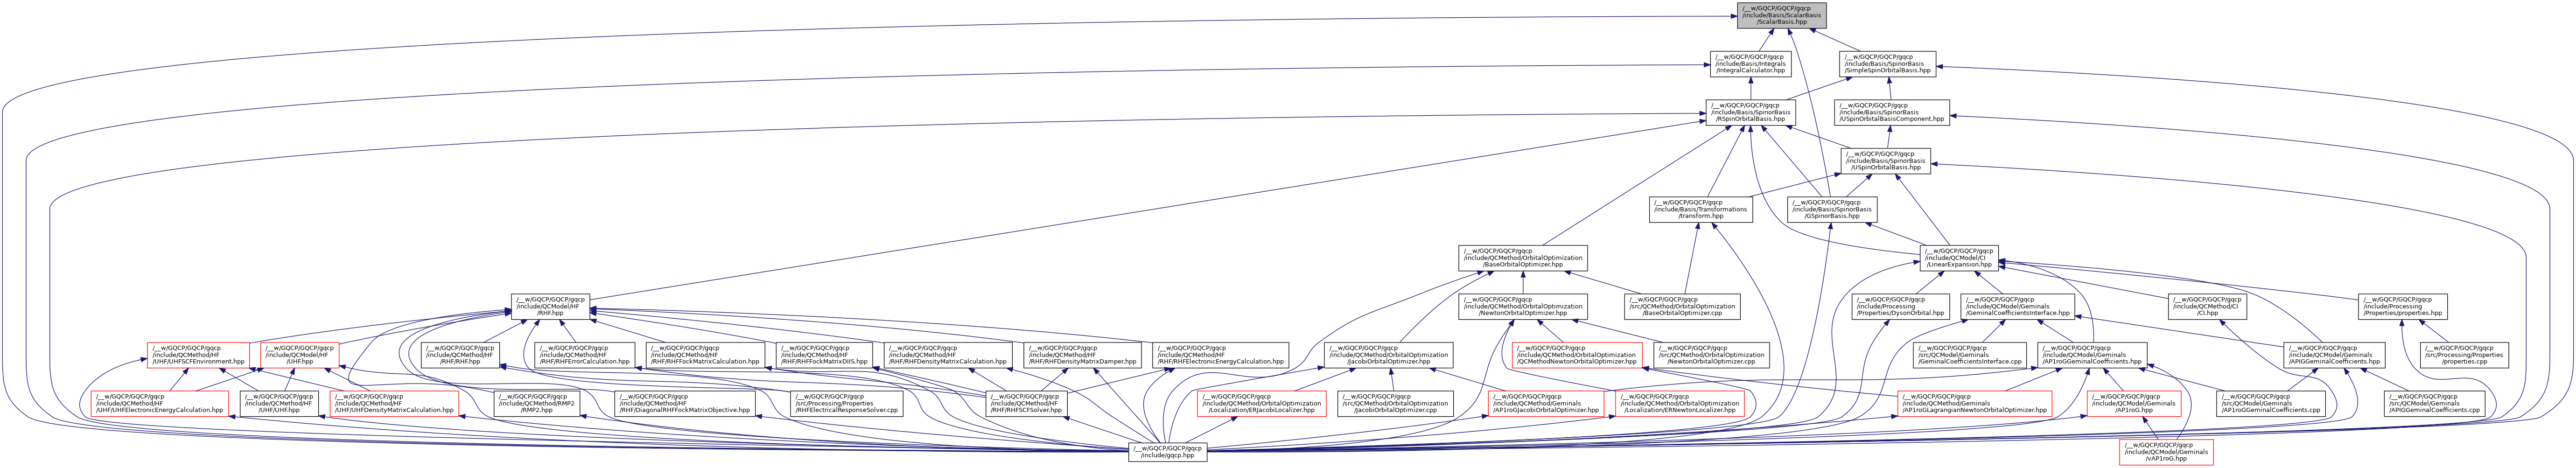 /__w/GQCP/GQCP/gqcp
/include/Basis/ScalarBasis
/ScalarBasis.hpp
/__w/GQCP/GQCP/gqcp
/include/Basis/Integrals
/IntegralCalculator.hpp
/__w/GQCP/GQCP/gqcp
/include/Basis/SpinorBasis
/SimpleSpinOrbitalBasis.hpp
/__w/GQCP/GQCP/gqcp
/include/Basis/SpinorBasis
/RSpinOrbitalBasis.hpp
/__w/GQCP/GQCP/gqcp
/include/Basis/SpinorBasis
/USpinOrbitalBasisComponent.hpp
/__w/GQCP/GQCP/gqcp
/include/Basis/SpinorBasis
/USpinOrbitalBasis.hpp
/__w/GQCP/GQCP/gqcp
/include/Basis/Transformations
/transform.hpp
/__w/GQCP/GQCP/gqcp
/include/Basis/SpinorBasis
/GSpinorBasis.hpp
/__w/GQCP/GQCP/gqcp
/include/QCMethod/OrbitalOptimization
/BaseOrbitalOptimizer.hpp
/__w/GQCP/GQCP/gqcp
/include/QCModel/CI
/LinearExpansion.hpp
/__w/GQCP/GQCP/gqcp
/include/QCModel/HF
/RHF.hpp
/__w/GQCP/GQCP/gqcp
/include/QCMethod/OrbitalOptimization
/NewtonOrbitalOptimizer.hpp
/__w/GQCP/GQCP/gqcp
/src/QCMethod/OrbitalOptimization
/BaseOrbitalOptimizer.cpp
/__w/GQCP/GQCP/gqcp
/include/Processing
/Properties/DysonOrbital.hpp
/__w/GQCP/GQCP/gqcp
/include/QCModel/Geminals
/GeminalCoefficientsInterface.hpp
/__w/GQCP/GQCP/gqcp
/include/QCMethod/CI
/CI.hpp
/__w/GQCP/GQCP/gqcp
/include/Processing
/Properties/properties.hpp
/__w/GQCP/GQCP/gqcp
/include/QCMethod/HF
/UHF/UHFSCFEnvironment.hpp
/__w/GQCP/GQCP/gqcp
/include/QCModel/HF
/UHF.hpp
/__w/GQCP/GQCP/gqcp
/include/QCMethod/HF
/RHF/RHF.hpp
/__w/GQCP/GQCP/gqcp
/include/QCMethod/HF
/RHF/RHFErrorCalculation.hpp
/__w/GQCP/GQCP/gqcp
/include/QCMethod/HF
/RHF/RHFFockMatrixCalculation.hpp
/__w/GQCP/GQCP/gqcp
/include/QCMethod/HF
/RHF/RHFFockMatrixDIIS.hpp
/__w/GQCP/GQCP/gqcp
/include/QCMethod/HF
/RHF/RHFDensityMatrixCalculation.hpp
/__w/GQCP/GQCP/gqcp
/include/QCMethod/HF
/RHF/RHFDensityMatrixDamper.hpp
/__w/GQCP/GQCP/gqcp
/include/QCMethod/HF
/RHF/RHFElectronicEnergyCalculation.hpp
/__w/GQCP/GQCP/gqcp
/include/QCMethod/OrbitalOptimization
/JacobiOrbitalOptimizer.hpp
/__w/GQCP/GQCP/gqcp
/include/QCMethod/OrbitalOptimization
/QCMethodNewtonOrbitalOptimizer.hpp
/__w/GQCP/GQCP/gqcp
/src/QCMethod/OrbitalOptimization
/NewtonOrbitalOptimizer.cpp
/__w/GQCP/GQCP/gqcp
/src/QCModel/Geminals
/GeminalCoefficientsInterface.cpp
/__w/GQCP/GQCP/gqcp
/include/QCModel/Geminals
/AP1roGGeminalCoefficients.hpp
/__w/GQCP/GQCP/gqcp
/include/QCModel/Geminals
/APIGGeminalCoefficients.hpp
/__w/GQCP/GQCP/gqcp
/src/Processing/Properties
/properties.cpp
/__w/GQCP/GQCP/gqcp
/include/QCMethod/HF
/UHF/UHFElectronicEnergyCalculation.hpp
/__w/GQCP/GQCP/gqcp
/include/QCMethod/HF
/UHF/UHF.hpp
/__w/GQCP/GQCP/gqcp
/include/QCMethod/HF
/UHF/UHFDensityMatrixCalculation.hpp
/__w/GQCP/GQCP/gqcp
/include/QCMethod/RMP2
/RMP2.hpp
/__w/GQCP/GQCP/gqcp
/include/QCMethod/HF
/RHF/DiagonalRHFFockMatrixObjective.hpp
/__w/GQCP/GQCP/gqcp
/src/Processing/Properties
/RHFElectricalResponseSolver.cpp
/__w/GQCP/GQCP/gqcp
/include/QCMethod/HF
/RHF/RHFSCFSolver.hpp
/__w/GQCP/GQCP/gqcp
/include/QCMethod/OrbitalOptimization
/Localization/ERJacobiLocalizer.hpp
/__w/GQCP/GQCP/gqcp
/src/QCMethod/OrbitalOptimization
/JacobiOrbitalOptimizer.cpp
/__w/GQCP/GQCP/gqcp
/include/QCMethod/Geminals
/AP1roGJacobiOrbitalOptimizer.hpp
/__w/GQCP/GQCP/gqcp
/include/QCMethod/OrbitalOptimization
/Localization/ERNewtonLocalizer.hpp
/__w/GQCP/GQCP/gqcp
/include/QCMethod/Geminals
/AP1roGLagrangianNewtonOrbitalOptimizer.hpp
/__w/GQCP/GQCP/gqcp
/include/QCModel/Geminals
/AP1roG.hpp
/__w/GQCP/GQCP/gqcp
/src/QCModel/Geminals
/AP1roGGeminalCoefficients.cpp
/__w/GQCP/GQCP/gqcp
/src/QCModel/Geminals
/APIGGeminalCoefficients.cpp
/__w/GQCP/GQCP/gqcp
/include/gqcp.hpp
/__w/GQCP/GQCP/gqcp
/include/QCModel/Geminals
/vAP1roG.hpp